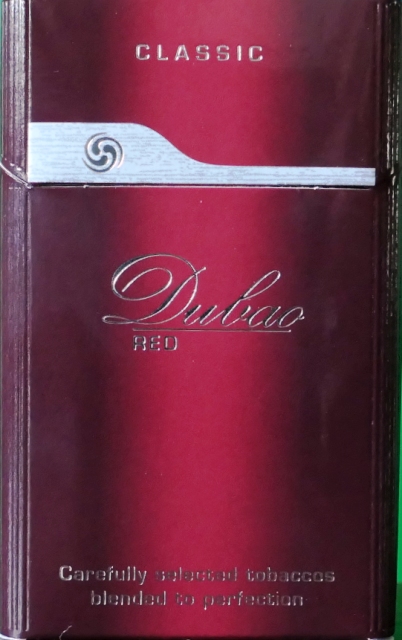 CLASSIC
Dubao
RED
Carefully selected tobaccos
blended to perfection